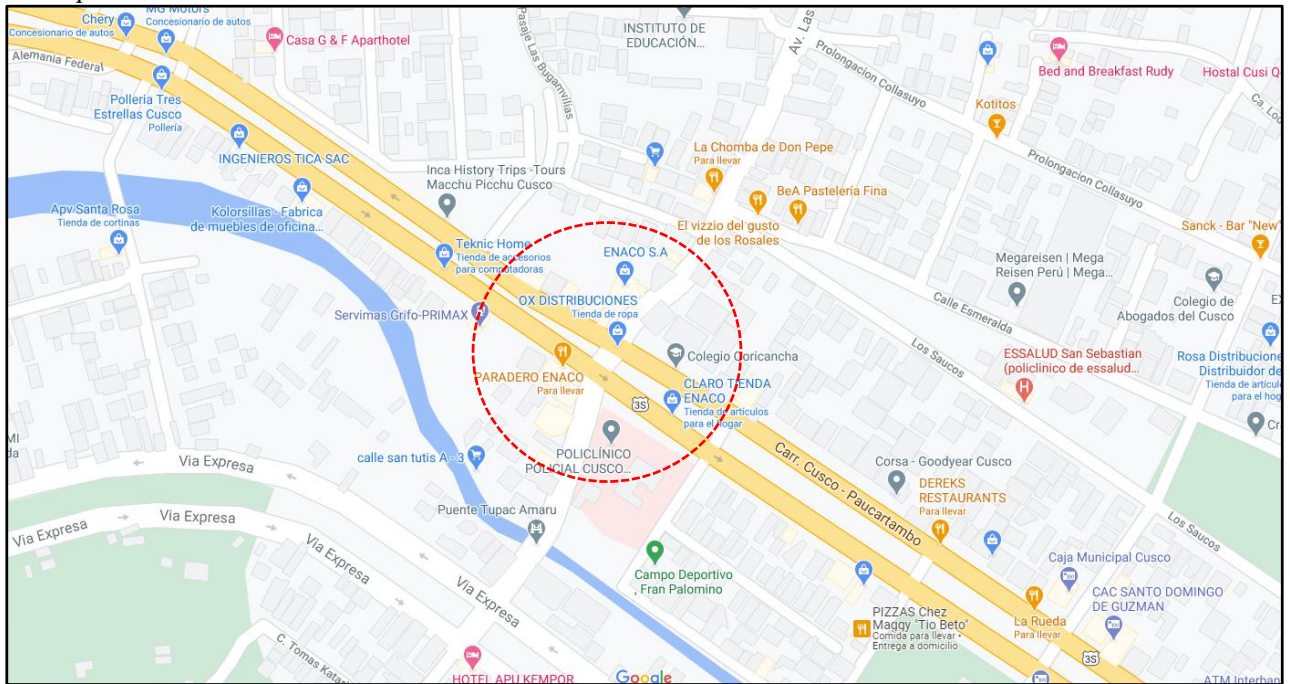 Chery
Concesionario de autos
MG Motors
Concesionario de autos
Alemania Federal
Casa G & F Aparthotel
Pasaje Las Bugamvilias
INSTITUTO DE
EDUCACIÓN...
Av. Las
Prolongacion Collasuyo
Bed and Breakfast Rudy
Hostal Cusi Q
Polleria Tres
Estrellas Cusco
Pollería
INGENIEROS TICA SAC
Kotitos
Prolongacion Collasuyo
La Chomba de Don Pepe
Para llevar
Inca History Trips -Tours
Macchu Picchu Cusco
BeA Pastelería Fina
Apv Santa Rosa
Tienda de cortinas
Kolorsillas - Fabrica
de muebles de oficina...
El vizzio del gusto
de los Rosales
Sanck - Bar "New"
Teknic Home
Tienda de accesorios
para computadoras
ENACO S.A
Megareisen | Mega
Reisen Perú | Mega...
Calle Esmeralda
Colegio de
Abogados del Cusco
OX DISTRIBUCIONES
Tienda de ropa
Servimas Grifo-PRIMAX
Los Saucos
Colegio Coricancha
ESSALUD San Sebastian
(policlinico de essalud...
Rosa Distribucione
Distribuidor de
Tienda de artícul
para el hog
PARADERO ENACO
Para llevar
CLARO TIENDA
ENACO
Tienda de artículos
para el hogar
3S
Via Expresa
calle san tutis A - 3
POLICLÍNICO
POLICIAL CUSCO...
Carr. Cusco - Paucartambo
Corsa - Goodyear Cusco
DEREKS
RESTAURANTS
Para llevar
Via Expresa
Via Expresa
Via Expresa
Puente Tupac Amaru
Los Saucos
Via Expresa
Campo Deportivo
, Fran Palomino
Caja Municipal Cusco
CAC SANTO DOMINGO
DE GUZMAN
PIZZAS Chez
Maggy "Tio Beto"
Comida para llevar •
Entrega a domicilio
La Rueda
Para llevar
3S
C. Tomas Katari
HOTEL APU KEMPOR
Google
ATM Interban